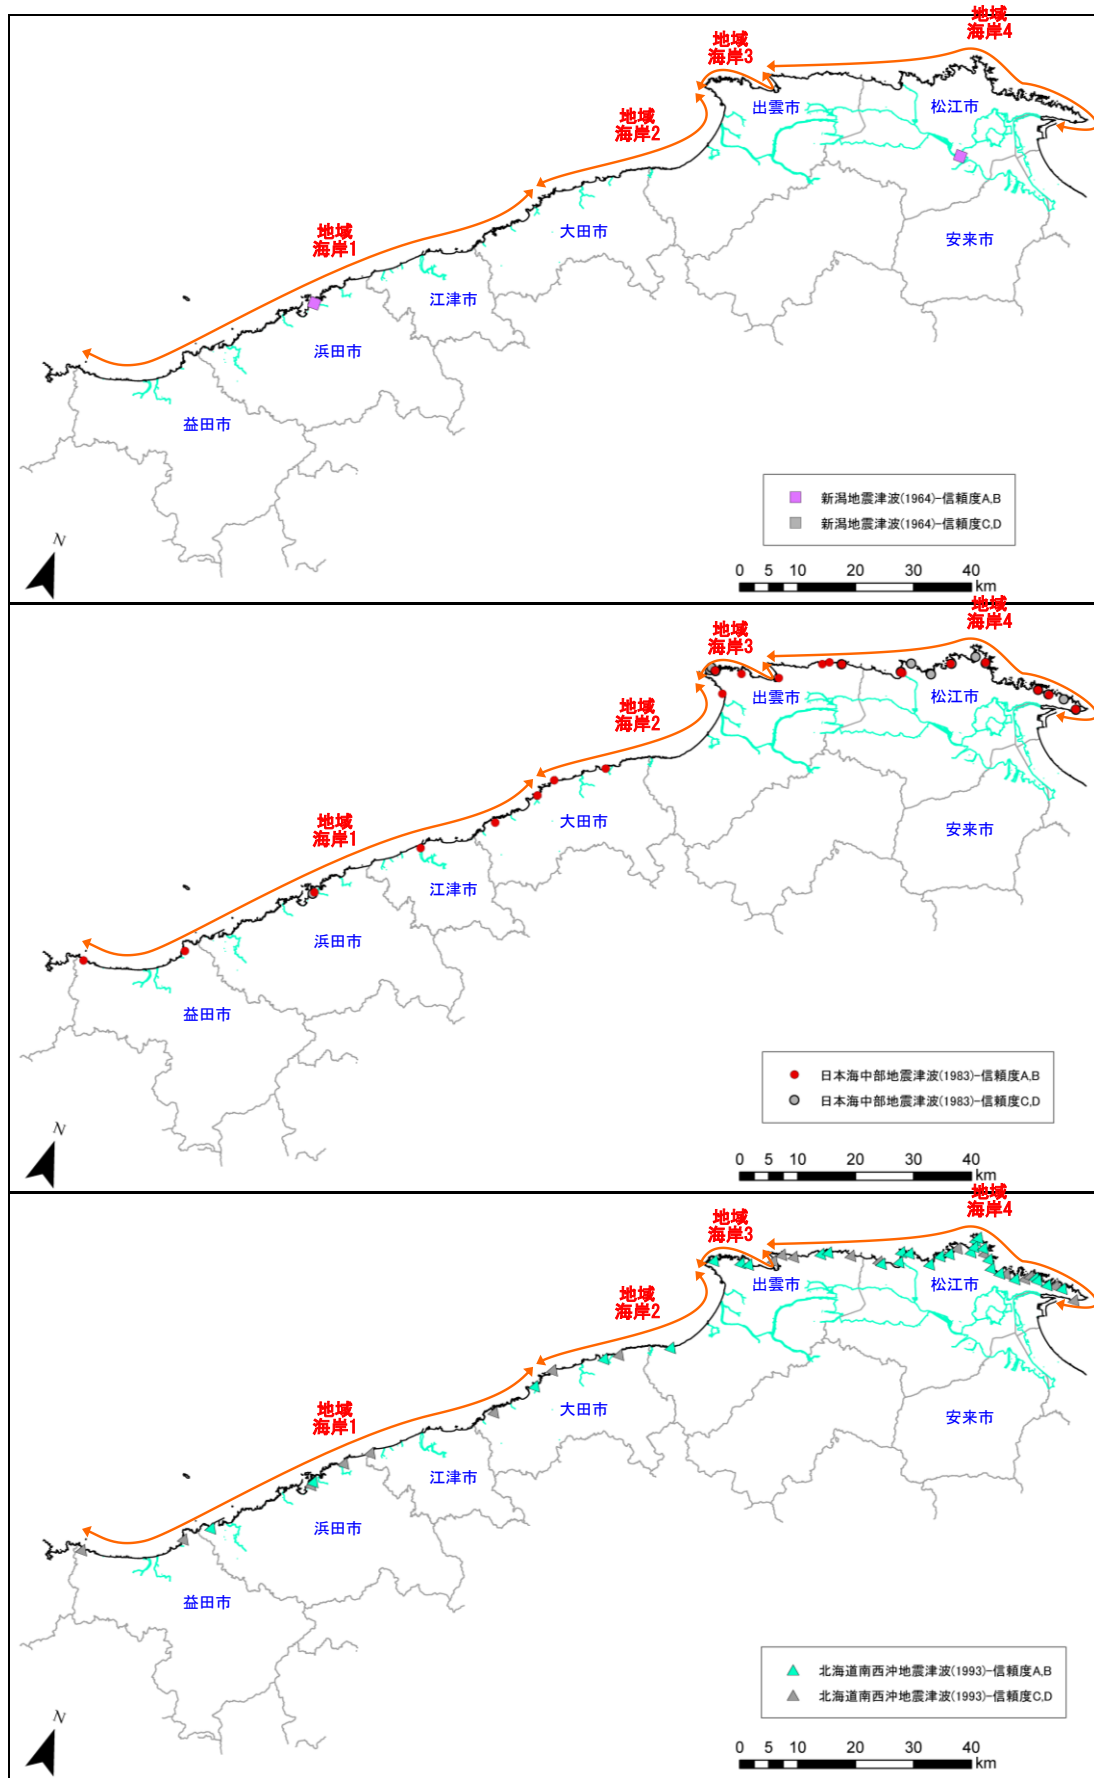 地域
海岸4
地域
海岸3
出雲市
松江市
地域
海岸2
大田市
安来市
地域
海岸1
江津市
浜田市
益田市
新潟地震津波(1964)-信頼度A,B
新潟地震津波(1964)-信頼度C,D
N
0 5 10 20 30 40
km
地域
海岸4
地域
海岸3
出雲市
松江市
地域
海岸2
大田市
安来市
地域
海岸1
江津市
浜田市
益田市
日本海中部地震津波(1983)-信頼度A,B
日本海中部地震津波(1983)-信頼度C,D
N
0 5 10 20 30 40
km
地域
海岸4
地域
海岸3
出雲市
松江市
地域
海岸2
大田市
安来市
地域
海岸1
江津市
浜田市
益田市
北海道南西沖地震津波(1993)-信頼度A,B
北海道南西沖地震津波(1993)-信頼度C,D
N
0 5 10 20 30 40
km